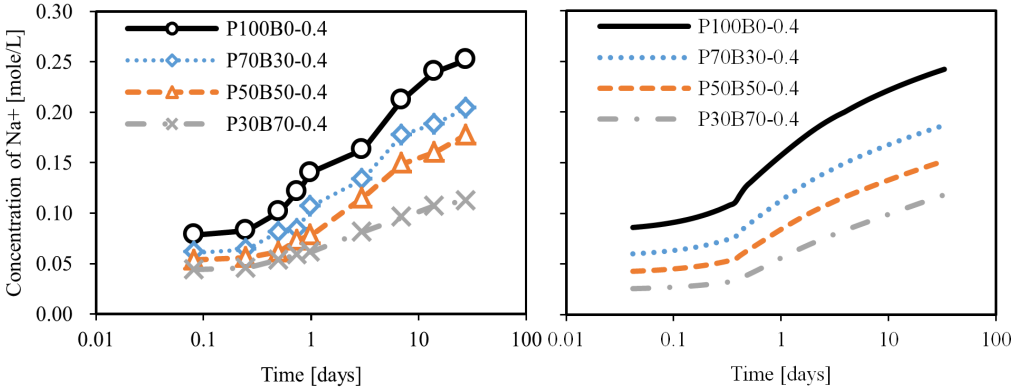 Concentration of Na+ [mole/L]
0.30
0.25
0.20
0.15
0.10
0.05
0.00
P100B0-0.4
P70B30-0.4
P50B50-0.4
P30B70-0.4
0.01 0.1 1 10 100
Time [days]
P100B0-0.4
P70B30-0.4
P50B50-0.4
P30B70-0.4
0.01 0.1 1 10 100
Time [days]